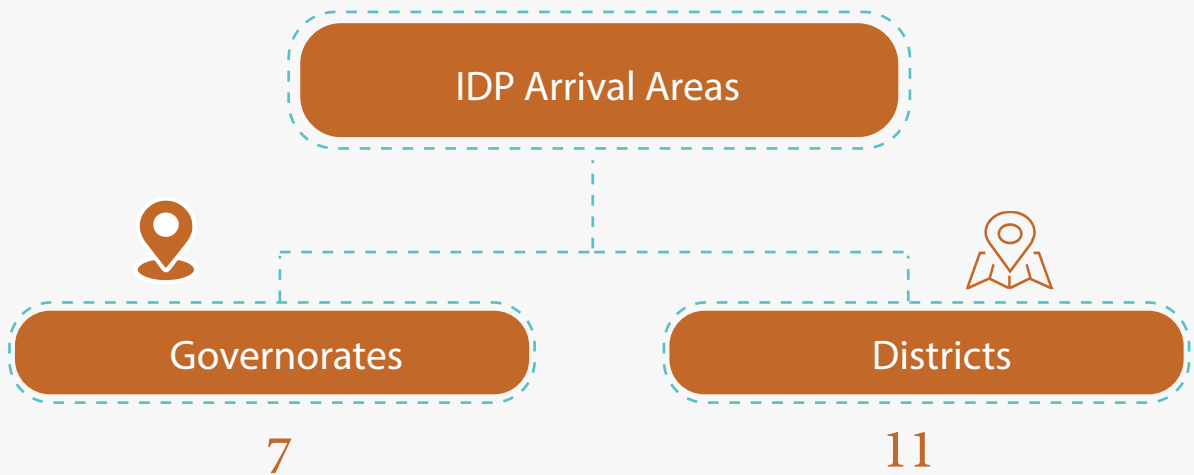 IDP Arrival Areas
Governorates
Districts
7
11